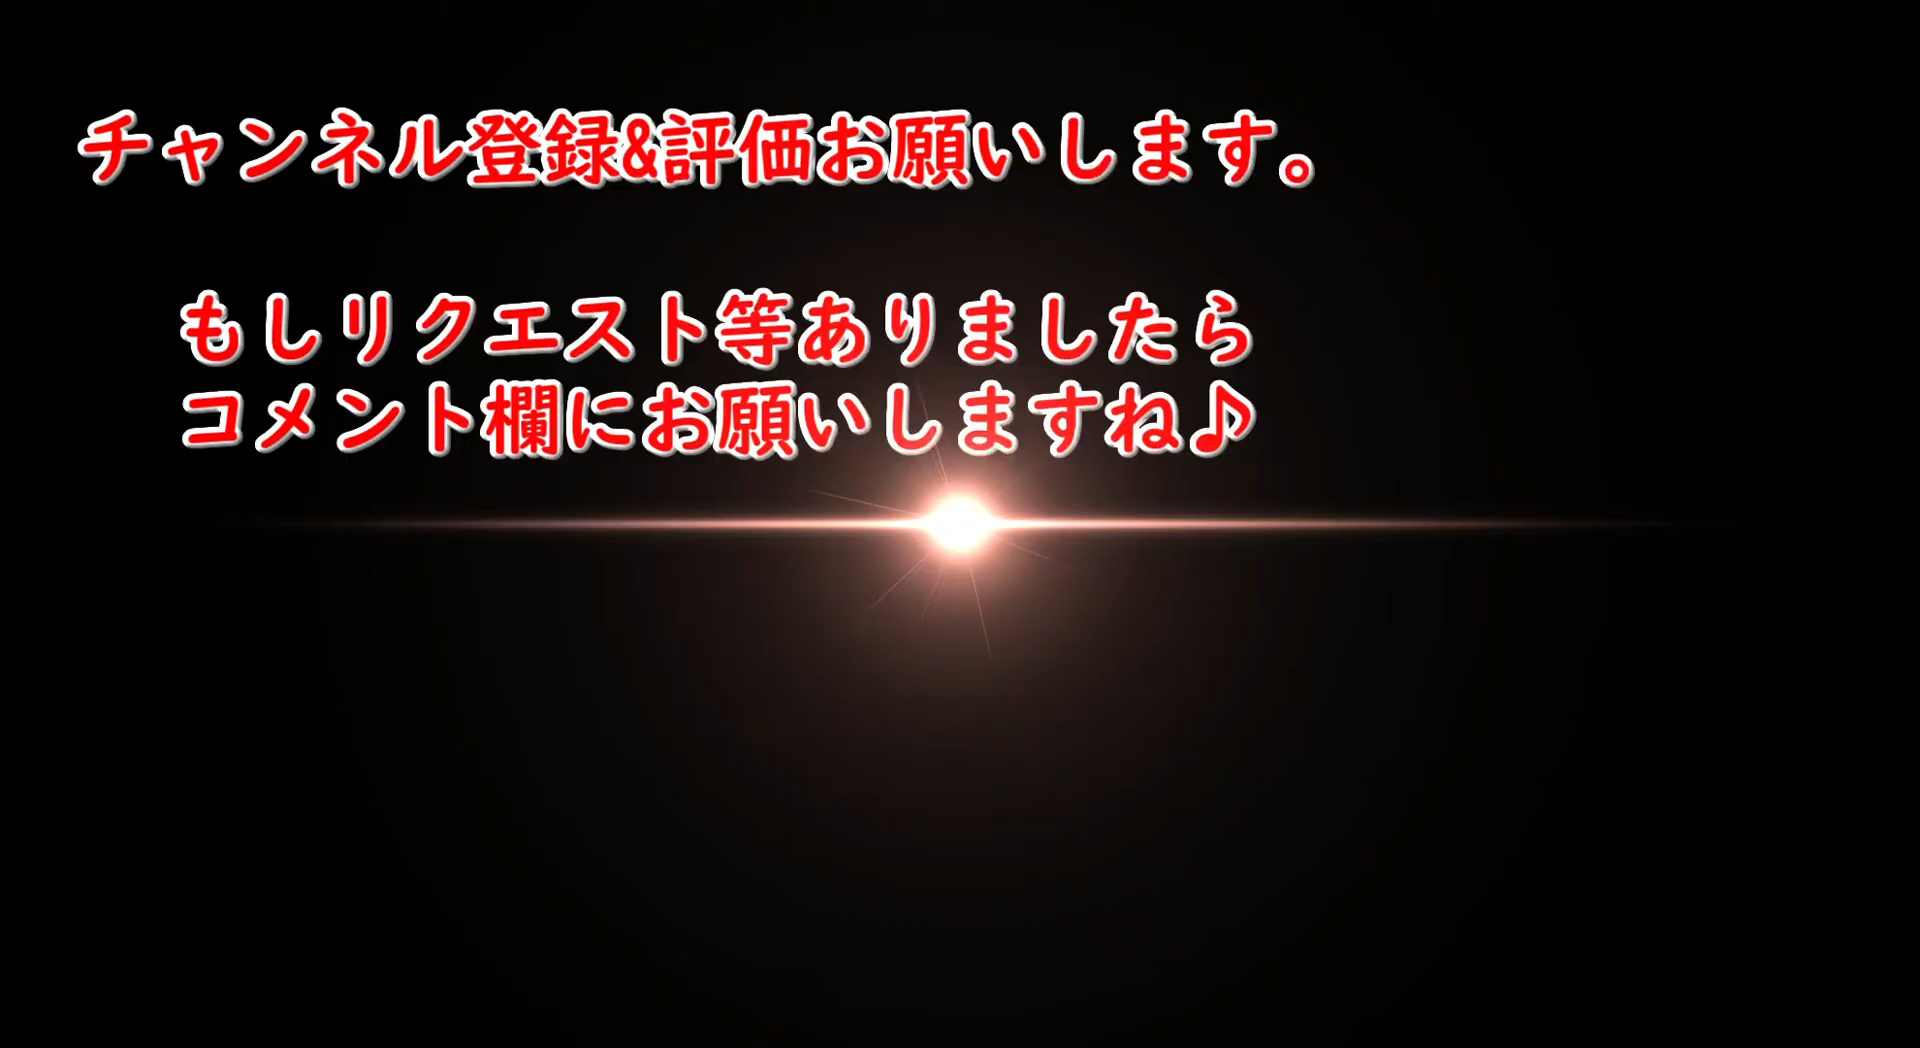 チャンネル登録&評価お願いします。
もしリクエスト等ありましたら
コメント欄にお願いしますね♪